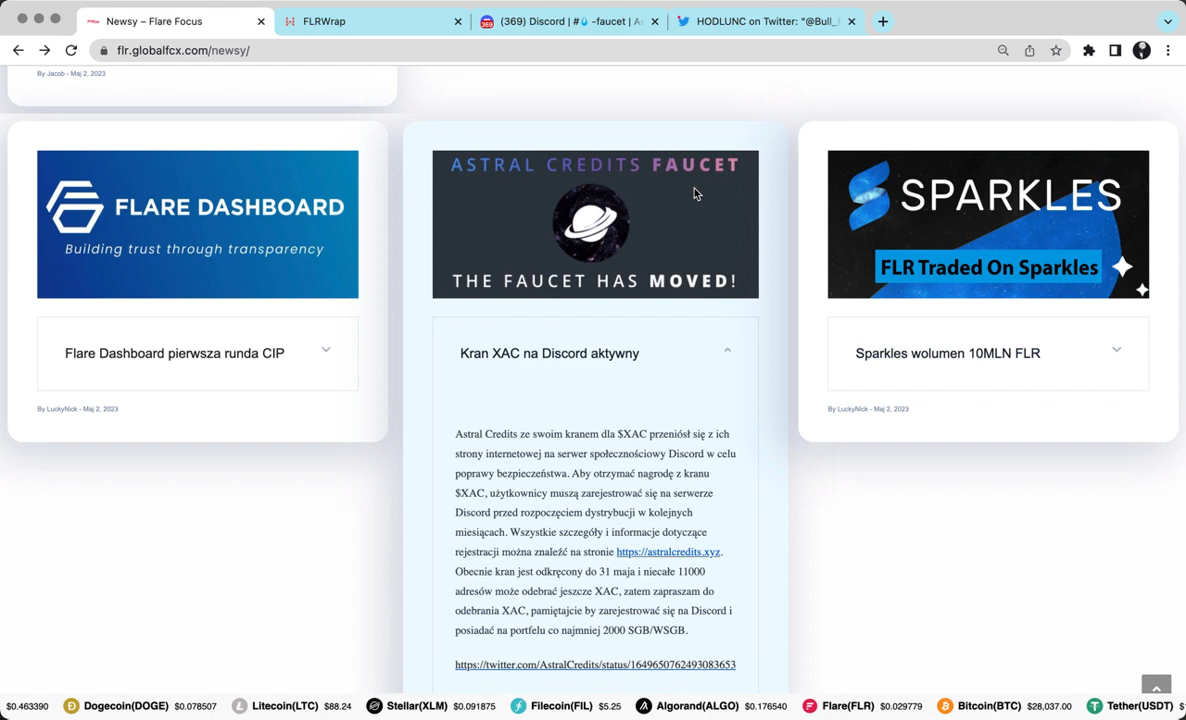 Newsy – Flare Focus
FLRWrap
(369) Discord | #💧-faucet | As
HODLUNC on Twitter: "@Bull_
flr.globalfcx.com/newsy/
By Jacob - Maj 2, 2023
FLARE DASHBOARD
Building trust through transparency
Flare Dashboard pierwsza runda CIP
By LuckyNick - Maj 2, 2023
ASTRAL CREDITS FAUCET
THE FAUCET HAS MOVED!
Kran XAC na Discord aktywny
Astral Credits ze swoim kranem dla $XAC przeniósł się z ich
strony internetowej na serwer społecznościowy Discord w celu
poprawy bezpieczeństwa. Aby otrzymać nagrodę z kranu
$XAC, użytkownicy muszą zarejestrować się na serwerze
Discord przed rozpoczęciem dystrybucji w kolejnych
miesiącach. Wszystkie szczegóły i informacje dotyczące
rejestracji można znaleźć na stronie https://astralcredits.xyz.
Obecnie kran jest odkręcony do 31 maja i niecałe 11000
adresów może odebrać jeszcze XAC, zatem zapraszam do
odebrania XAC, pamiętajcie by zarejestrować się na Discord i
posiadać na portfelu co najmniej 2000 SGB/WSGB.
https://twitter.com/AstralCredits/status/1649650762493083653
SPARKLES
FLR Traded On Sparkles
Sparkles wolumen 10MLN FLR
By LuckyNick - Maj 2, 2023
$0.463390 Dogecoin(DOGE) $0.078507 Litecoin(LTC) $88.24 Stellar(XLM) $0.091875 Filecoin(FIL) $5.25 Algorand(ALGO) $0.176540 Flare(FLR) $0.029779 Bitcoin(BTC) $28,037.00 Tether(USDT)